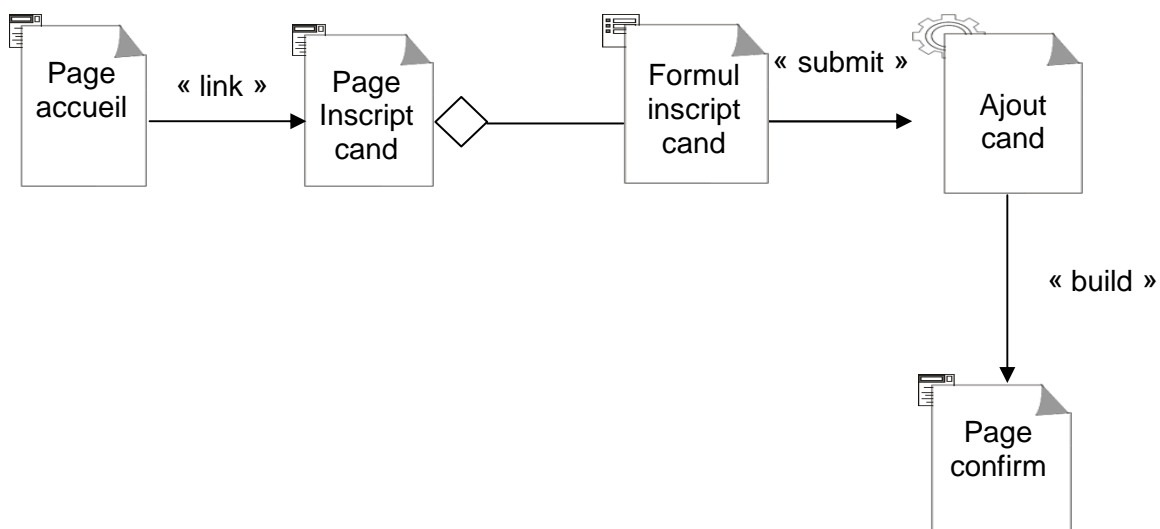 Page
accueil
« link »
Page
Inscript
cand
Formul
inscript
cand
« submit »
Ajout
cand
« build »
Page
confirm